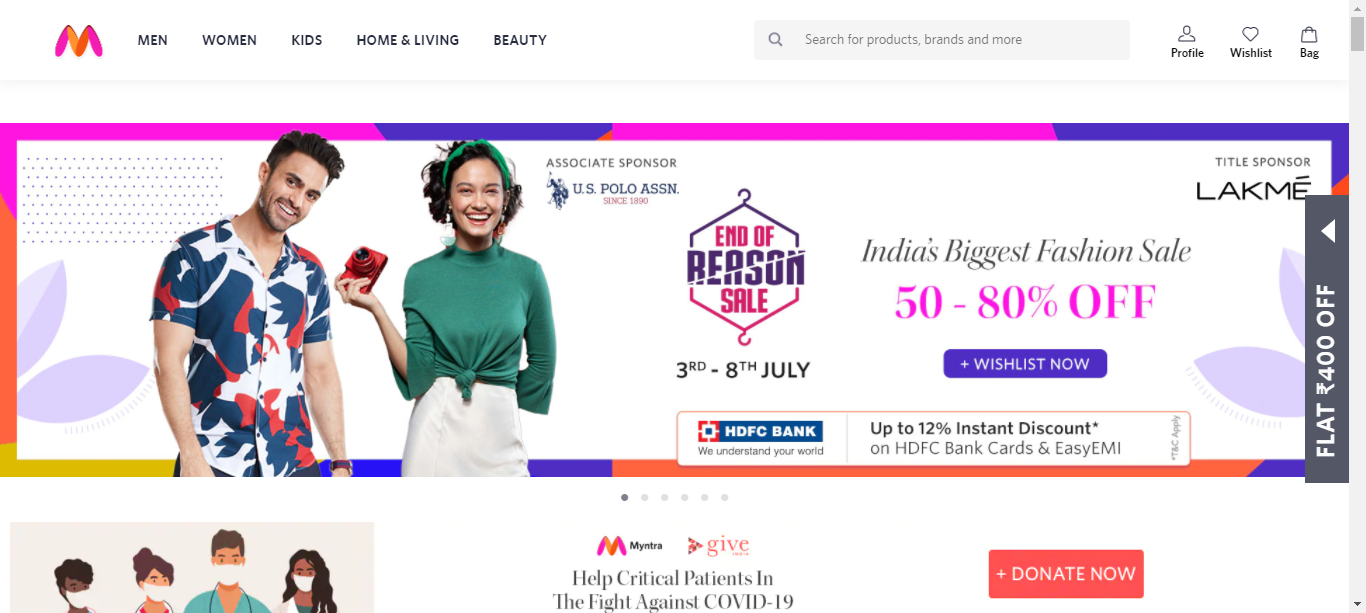 MEN WOMEN KIDS HOME & LIVING BEAUTY
Search for products, brands and more
Profile Wishlist Bag
ASSOCIATE SPONSOR
U.S. POLO ASSN.
SINCE 1890
TITLE SPONSOR
LAKMÉ
END OF
REASON
SALE
3RD - 8TH JULY
India's Biggest Fashion Sale
50 - 80% OFF
+ WISHLIST NOW
HDFC BANK
We understand your world
Up to 12% Instant Discount*
on HDFC Bank Cards & EasyEMI
*T&C Apply
FLAT ₹400 OFF
Myntra give
INDIA
Help Critical Patients In
The Fight Against COVID-19
+ DONATE NOW